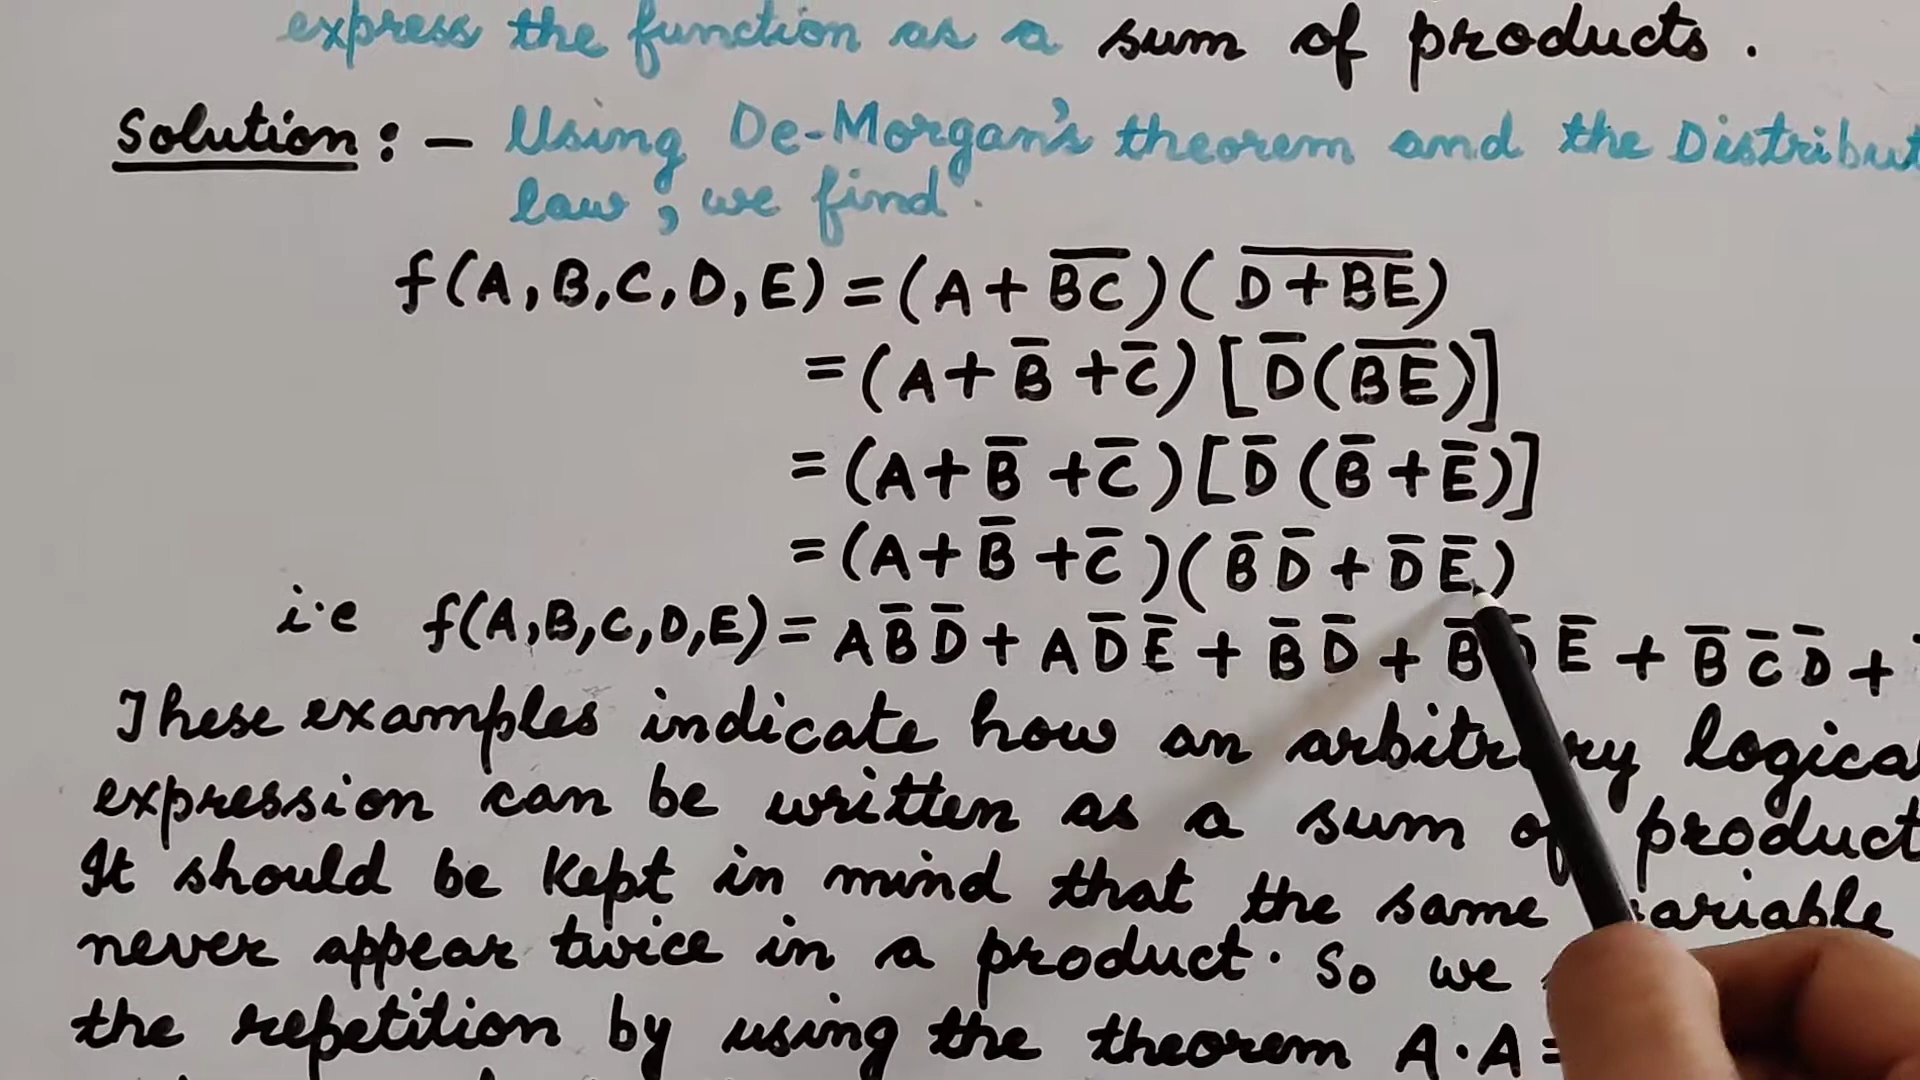 express the function as a sum of products.
Solution :- Using De-Morgan's theorem and the Distribut
law, we find
f(A,B,C,D,E) = (A + B̅C̅)(D̅ ̅+̅ ̅B̅E̅)
= (A + B̅ + C̅)[D̅(B̅E̅)]
= (A + B̅ + C̅)[D̅(B̅ + E̅)]
= (A + B̅ + C̅)(B̅ D̅ + D̅ E̅)
i.e f(A,B,C,D,E) = A B̅ D̅ + A D̅ E̅ + B̅ D̅ + B̅ D̅ E̅ + B̅ C̅ D̅ +
These examples indicate how an arbitrary logica
expression can be written as a sum of product
It should be kept in mind that the same variable
never appear twice in a product. So we
the repetition by using the theorem A.A =